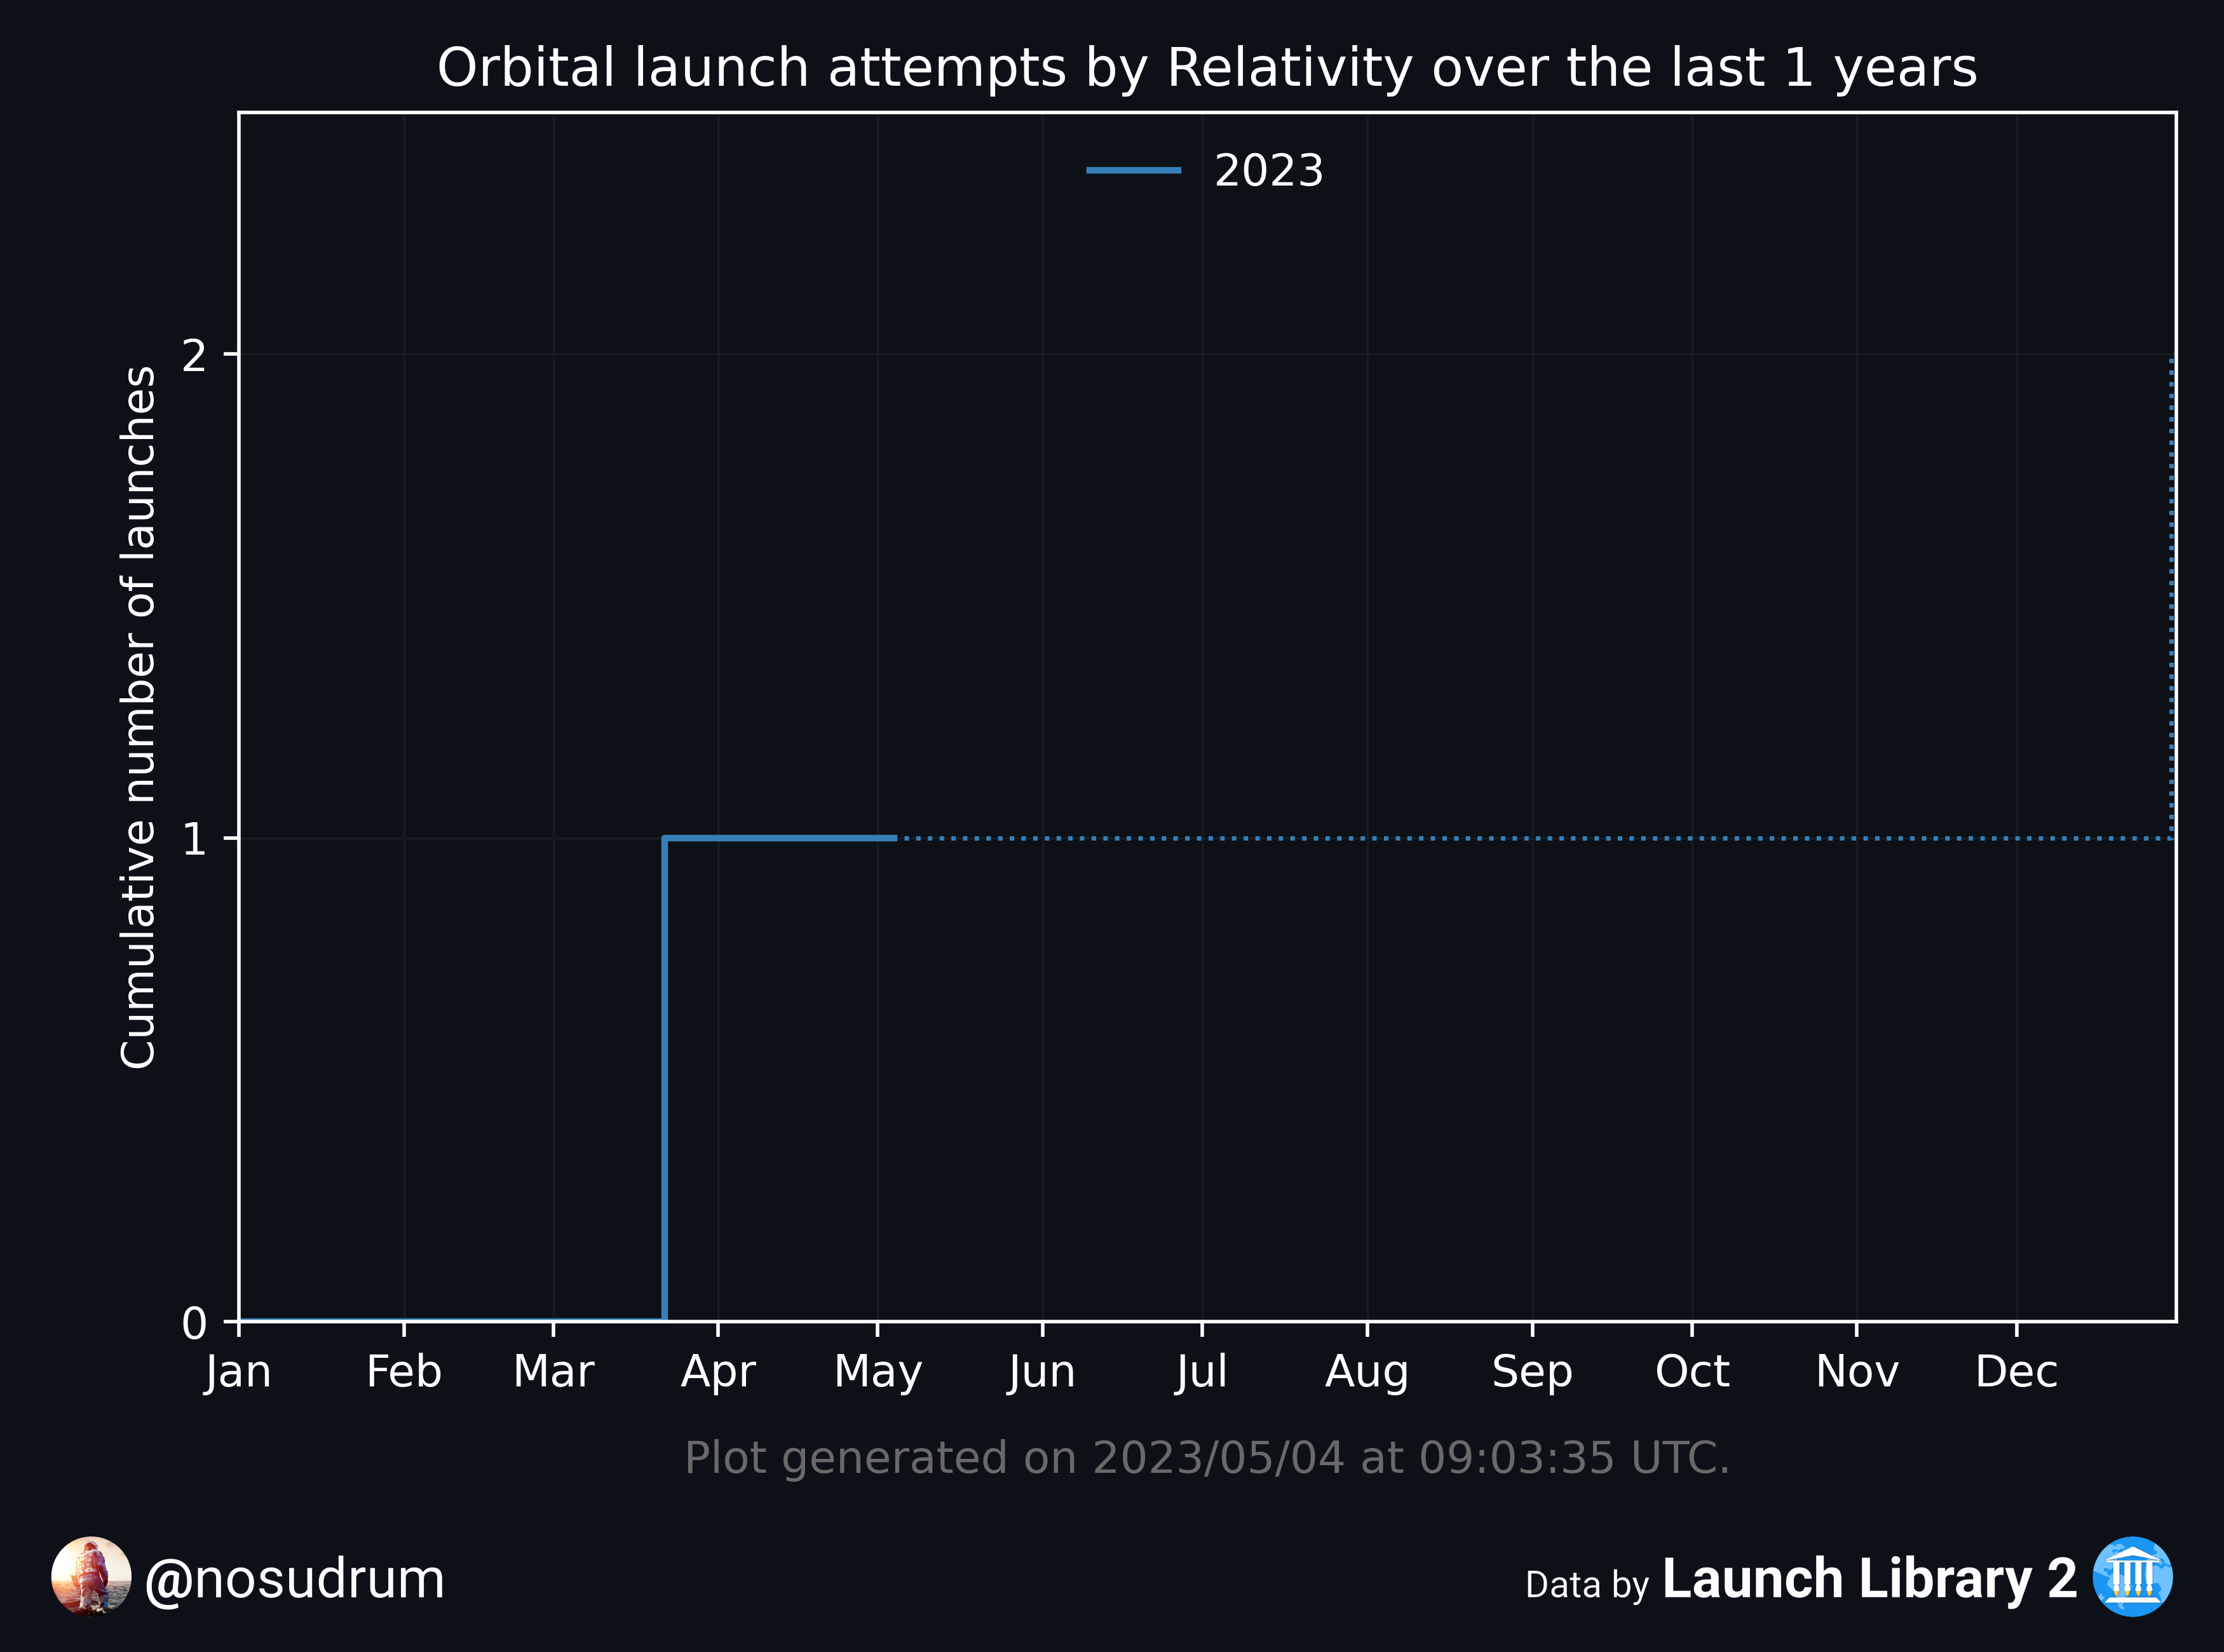 Orbital launch attempts by Relativity over the last 1 years
2023
Cumulative number of launches
2
1
0
Jan Feb Mar Apr May Jun Jul Aug Sep Oct Nov Dec
Plot generated on 2023/05/04 at 09:03:35 UTC.
@nosudrum
Data by Launch Library 2